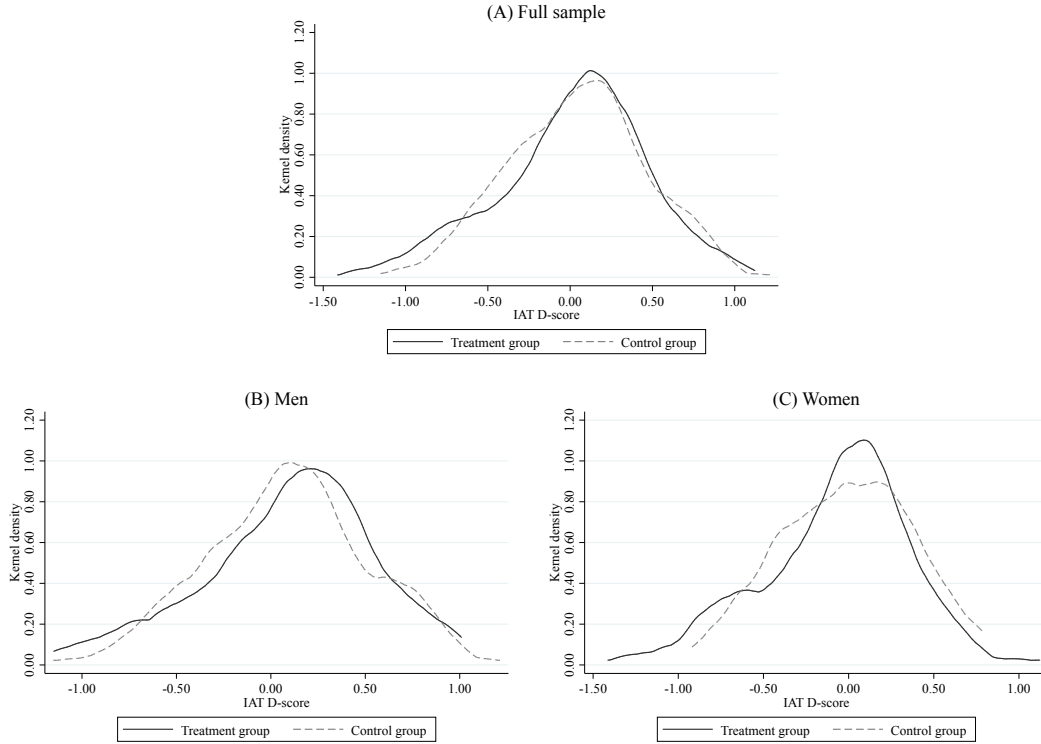 (A) Full sample
Kernel density
1.20
1.00
0.80
0.60
0.40
0.20
0.00
-1.50 -1.00 -0.50 0.00 0.50 1.00
IAT D-score
Treatment group Control group
(B) Men
Kernel density
1.20
1.00
0.80
0.60
0.40
0.20
0.00
-1.00 -0.50 0.00 0.50 1.00
IAT D-score
Treatment group Control group
(C) Women
Kernel density
1.20
1.00
0.80
0.60
0.40
0.20
0.00
-1.50 -1.00 -0.50 0.00 0.50 1.00
IAT D-score
Treatment group Control group